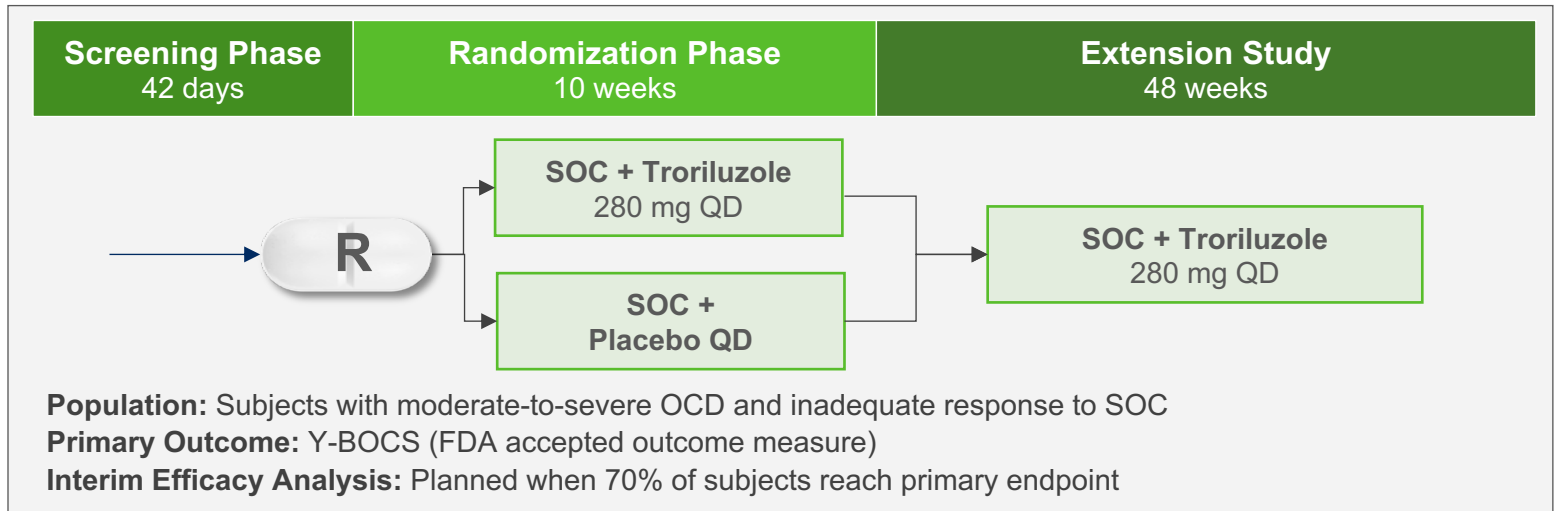 Screening Phase
42 days
Randomization Phase
10 weeks
Extension Study
48 weeks
SOC + Troriluzole
280 mg QD
R
SOC +
Placebo QD
SOC + Troriluzole
280 mg QD
Population: Subjects with moderate-to-severe OCD and inadequate response to SOC
Primary Outcome: Y-BOCS (FDA accepted outcome measure)
Interim Efficacy Analysis: Planned when 70% of subjects reach primary endpoint